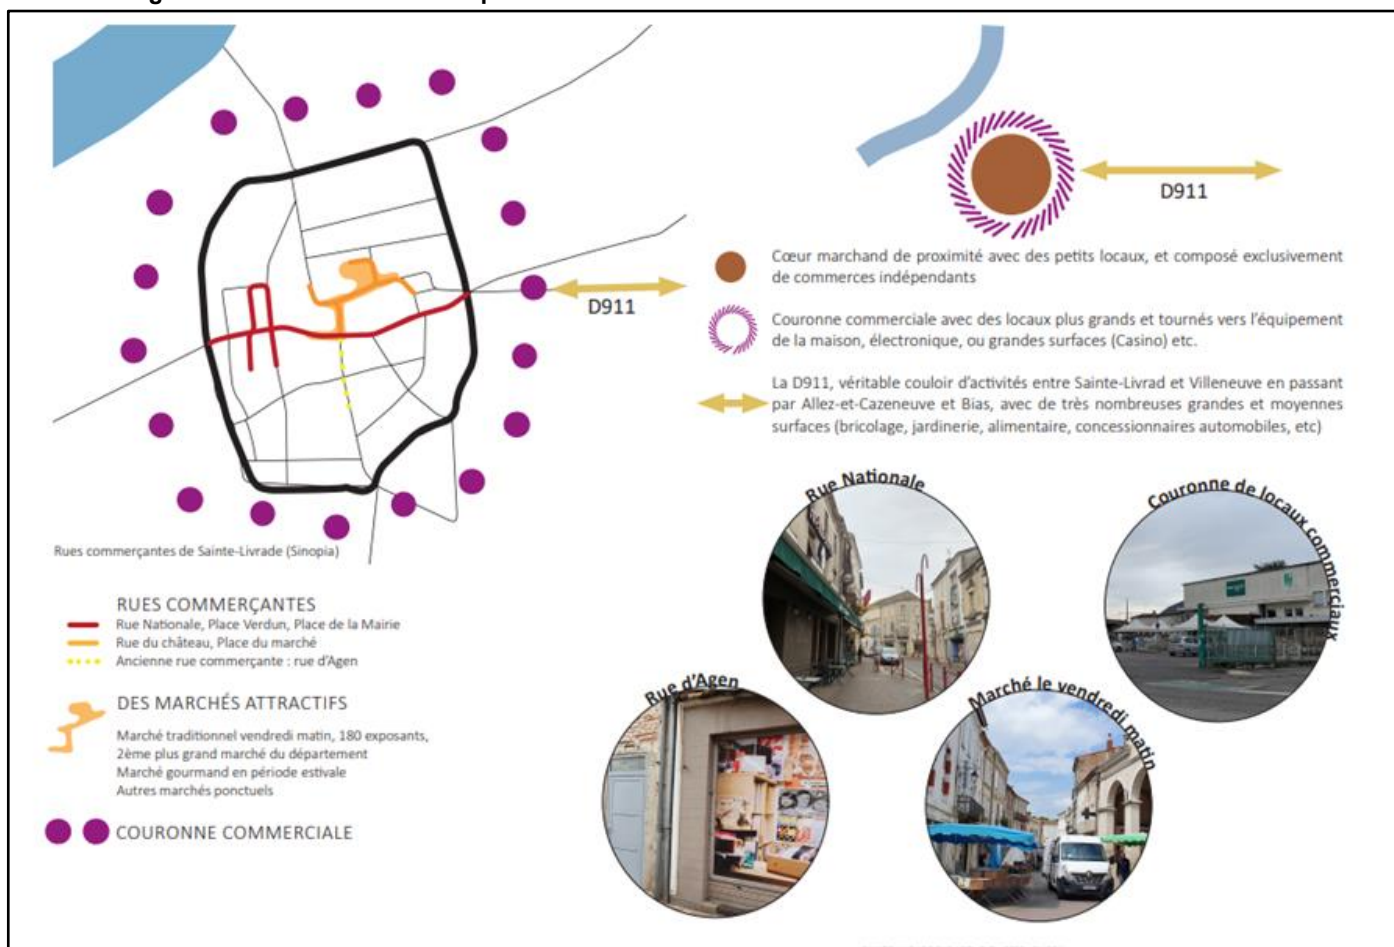 D911
D911
Cœur marchand de proximité avec des petits locaux, et composé exclusivement
de commerces indépendants
Couronne commerciale avec des locaux plus grands et tournés vers l'équipement
de la maison, électronique, ou grandes surfaces (Casino) etc.
La D911, véritable couloir d'activités entre Sainte-Livrad et Villeneuve en passant
par Allez-et-Cazeneuve et Bias, avec de très nombreuses grandes et moyennes
surfaces (bricolage, jardinerie, alimentaire, concessionnaires automobiles, etc)
Rues commerçantes de Sainte-Livrade (Sinopia)
RUES COMMERÇANTES
Rue Nationale, Place Verdun, Place de la Mairie
Rue du château, Place du marché
Ancienne rue commerçante : rue d'Agen
DES MARCHÉS ATTRACTIFS
Marché traditionnel vendredi matin, 180 exposants,
2ème plus grand marché du département
Marché gourmand en période estivale
Autres marchés ponctuels
COURONNE COMMERCIALE
Rue Nationale
Couronne de locaux commerciaux
Rue d'Agen
Marché le vendredi matin